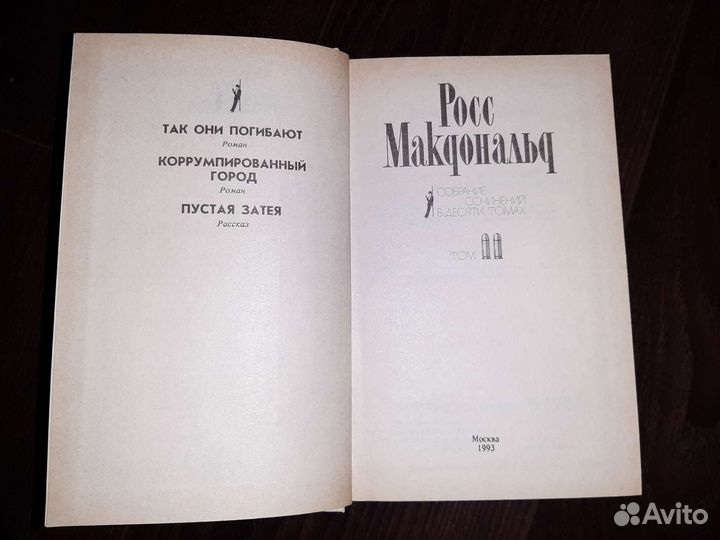 ТАК ОНИ ПОГИБАЮТ
Роман
КОРРУМПИРОВАННЫЙ
ГОРОД
Роман
ПУСТАЯ ЗАТЕЯ
Рассказ
Росс
Макдональд
СОБРАНИЕ
СОЧИНЕНИЙ
В ДЕСЯТИ ТОМАХ
ТОМ
Москва
1993
Avito